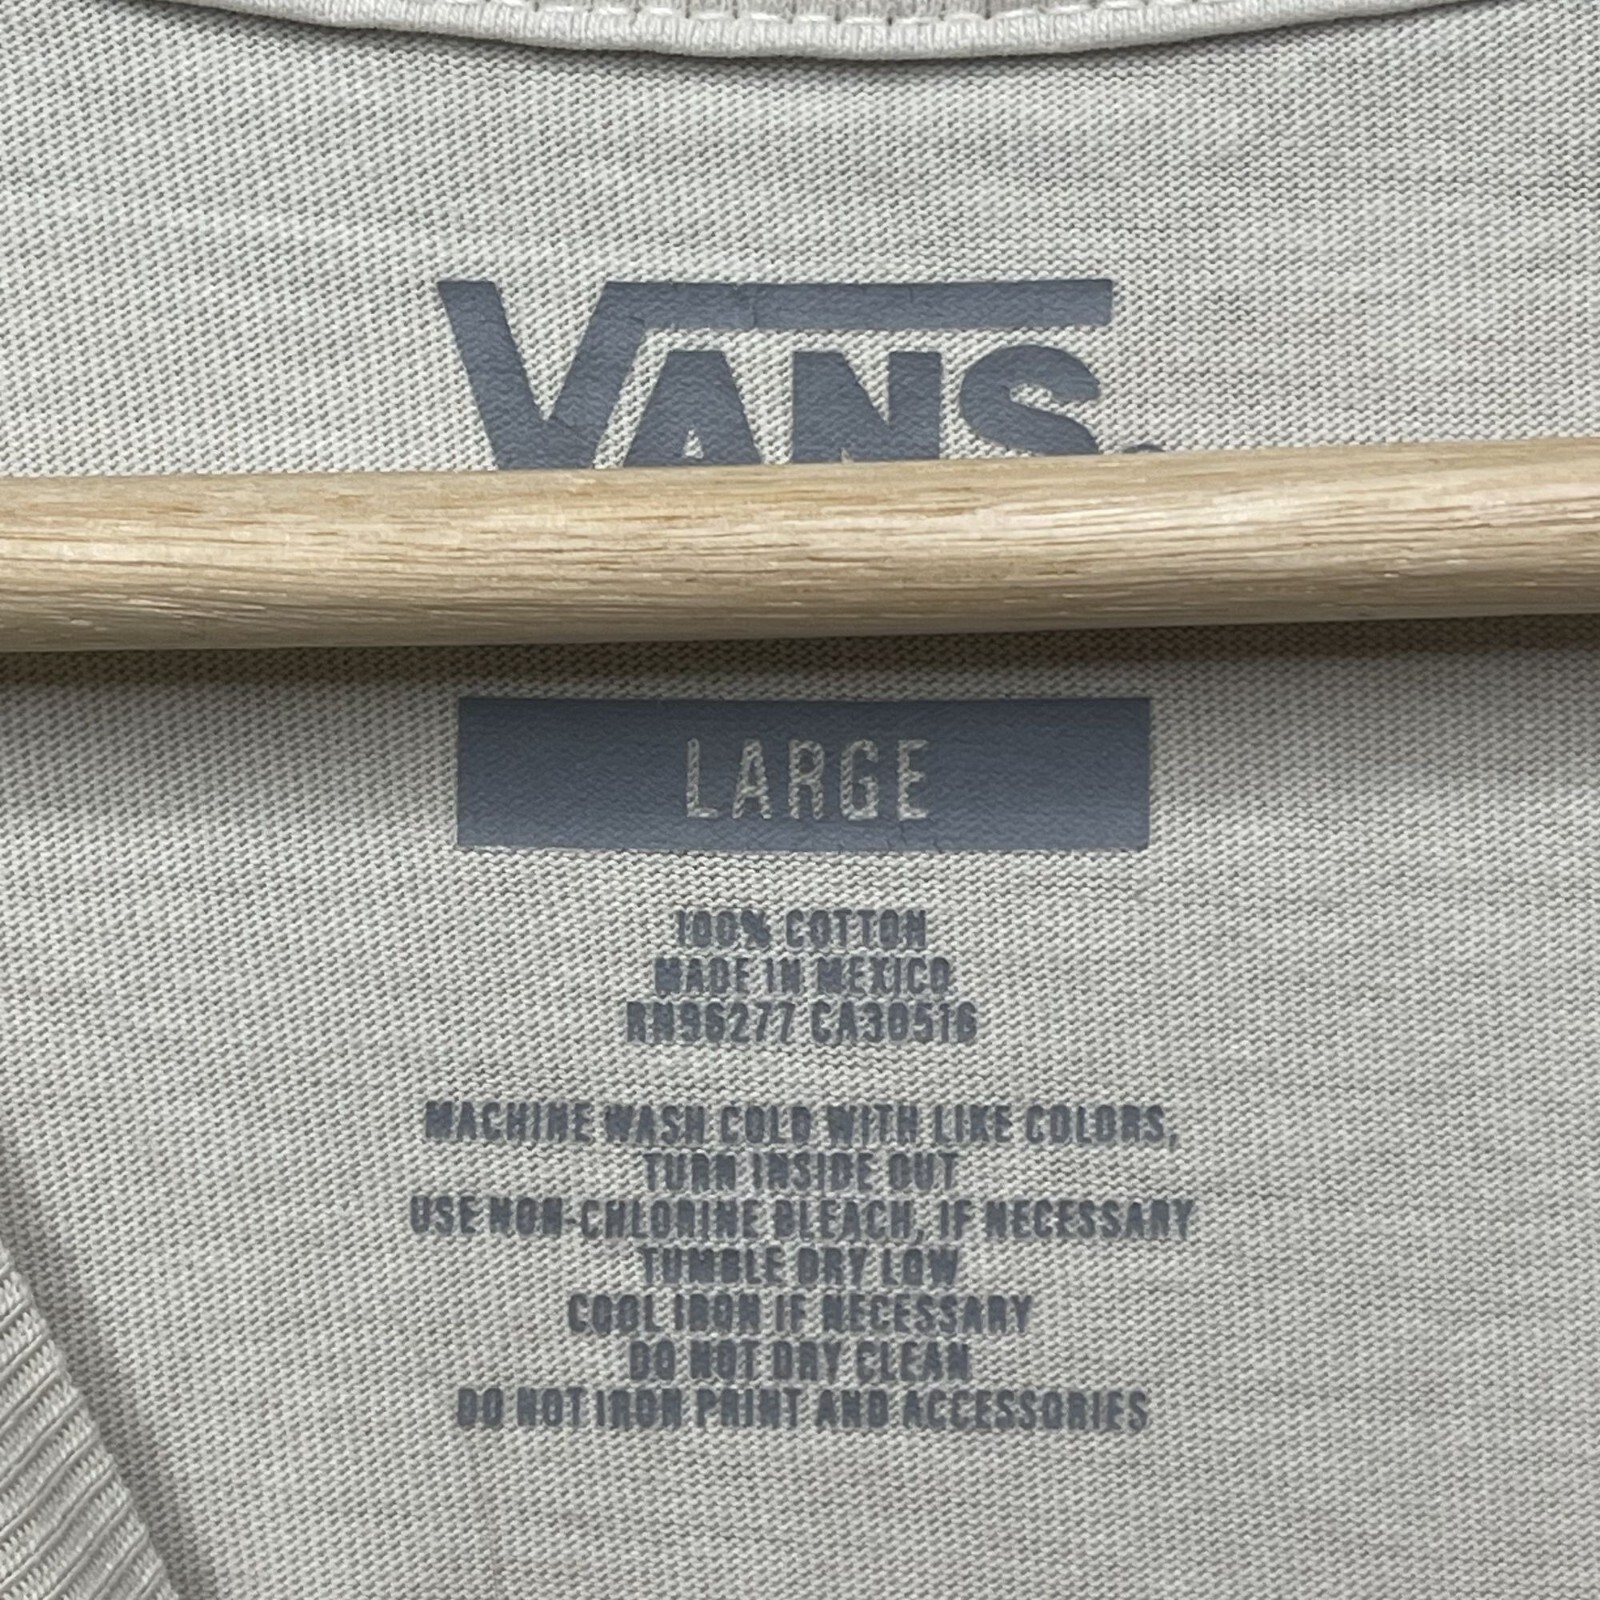 VANS
LARGE
100% COTTON
MADE IN MEXICO
RN96277 CA30516
MACHINE WASH COLD WITH LIKE COLORS,
TURN INSIDE OUT
USE NON-CHLORINE BLEACH, IF NECESSARY
TUMBLE DRY LOW
COOL IRON IF NECESSARY
DO NOT DRY CLEAN
DO NOT IRON PRINT AND ACCESSORIES